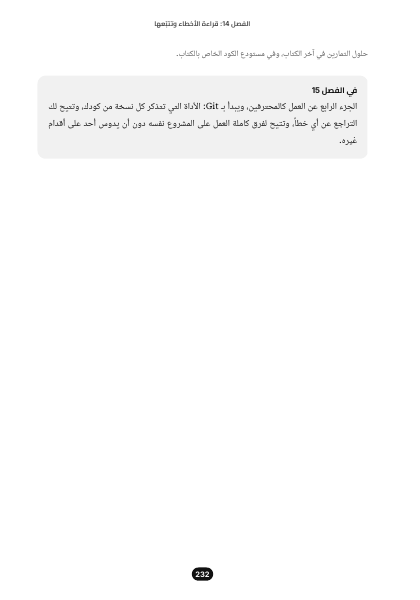 الفصل 14: قراءة الأخطاء وتتبّعها
حلول التمارين في آخر الكتاب، وفي مستودع الكود الخاص بالكتاب.
في الفصل 15
الجزء الرابع عن العمل كالمحترفين، ويبدأ بـ Git: الأداة التي تتذكر كل نسخة من كودك، وتتيح لك
التراجع عن أي خطأ، وتتيح لفرق كاملة العمل على المشروع نفسه دون أن يدوس أحد على أقدام
غيره.
232